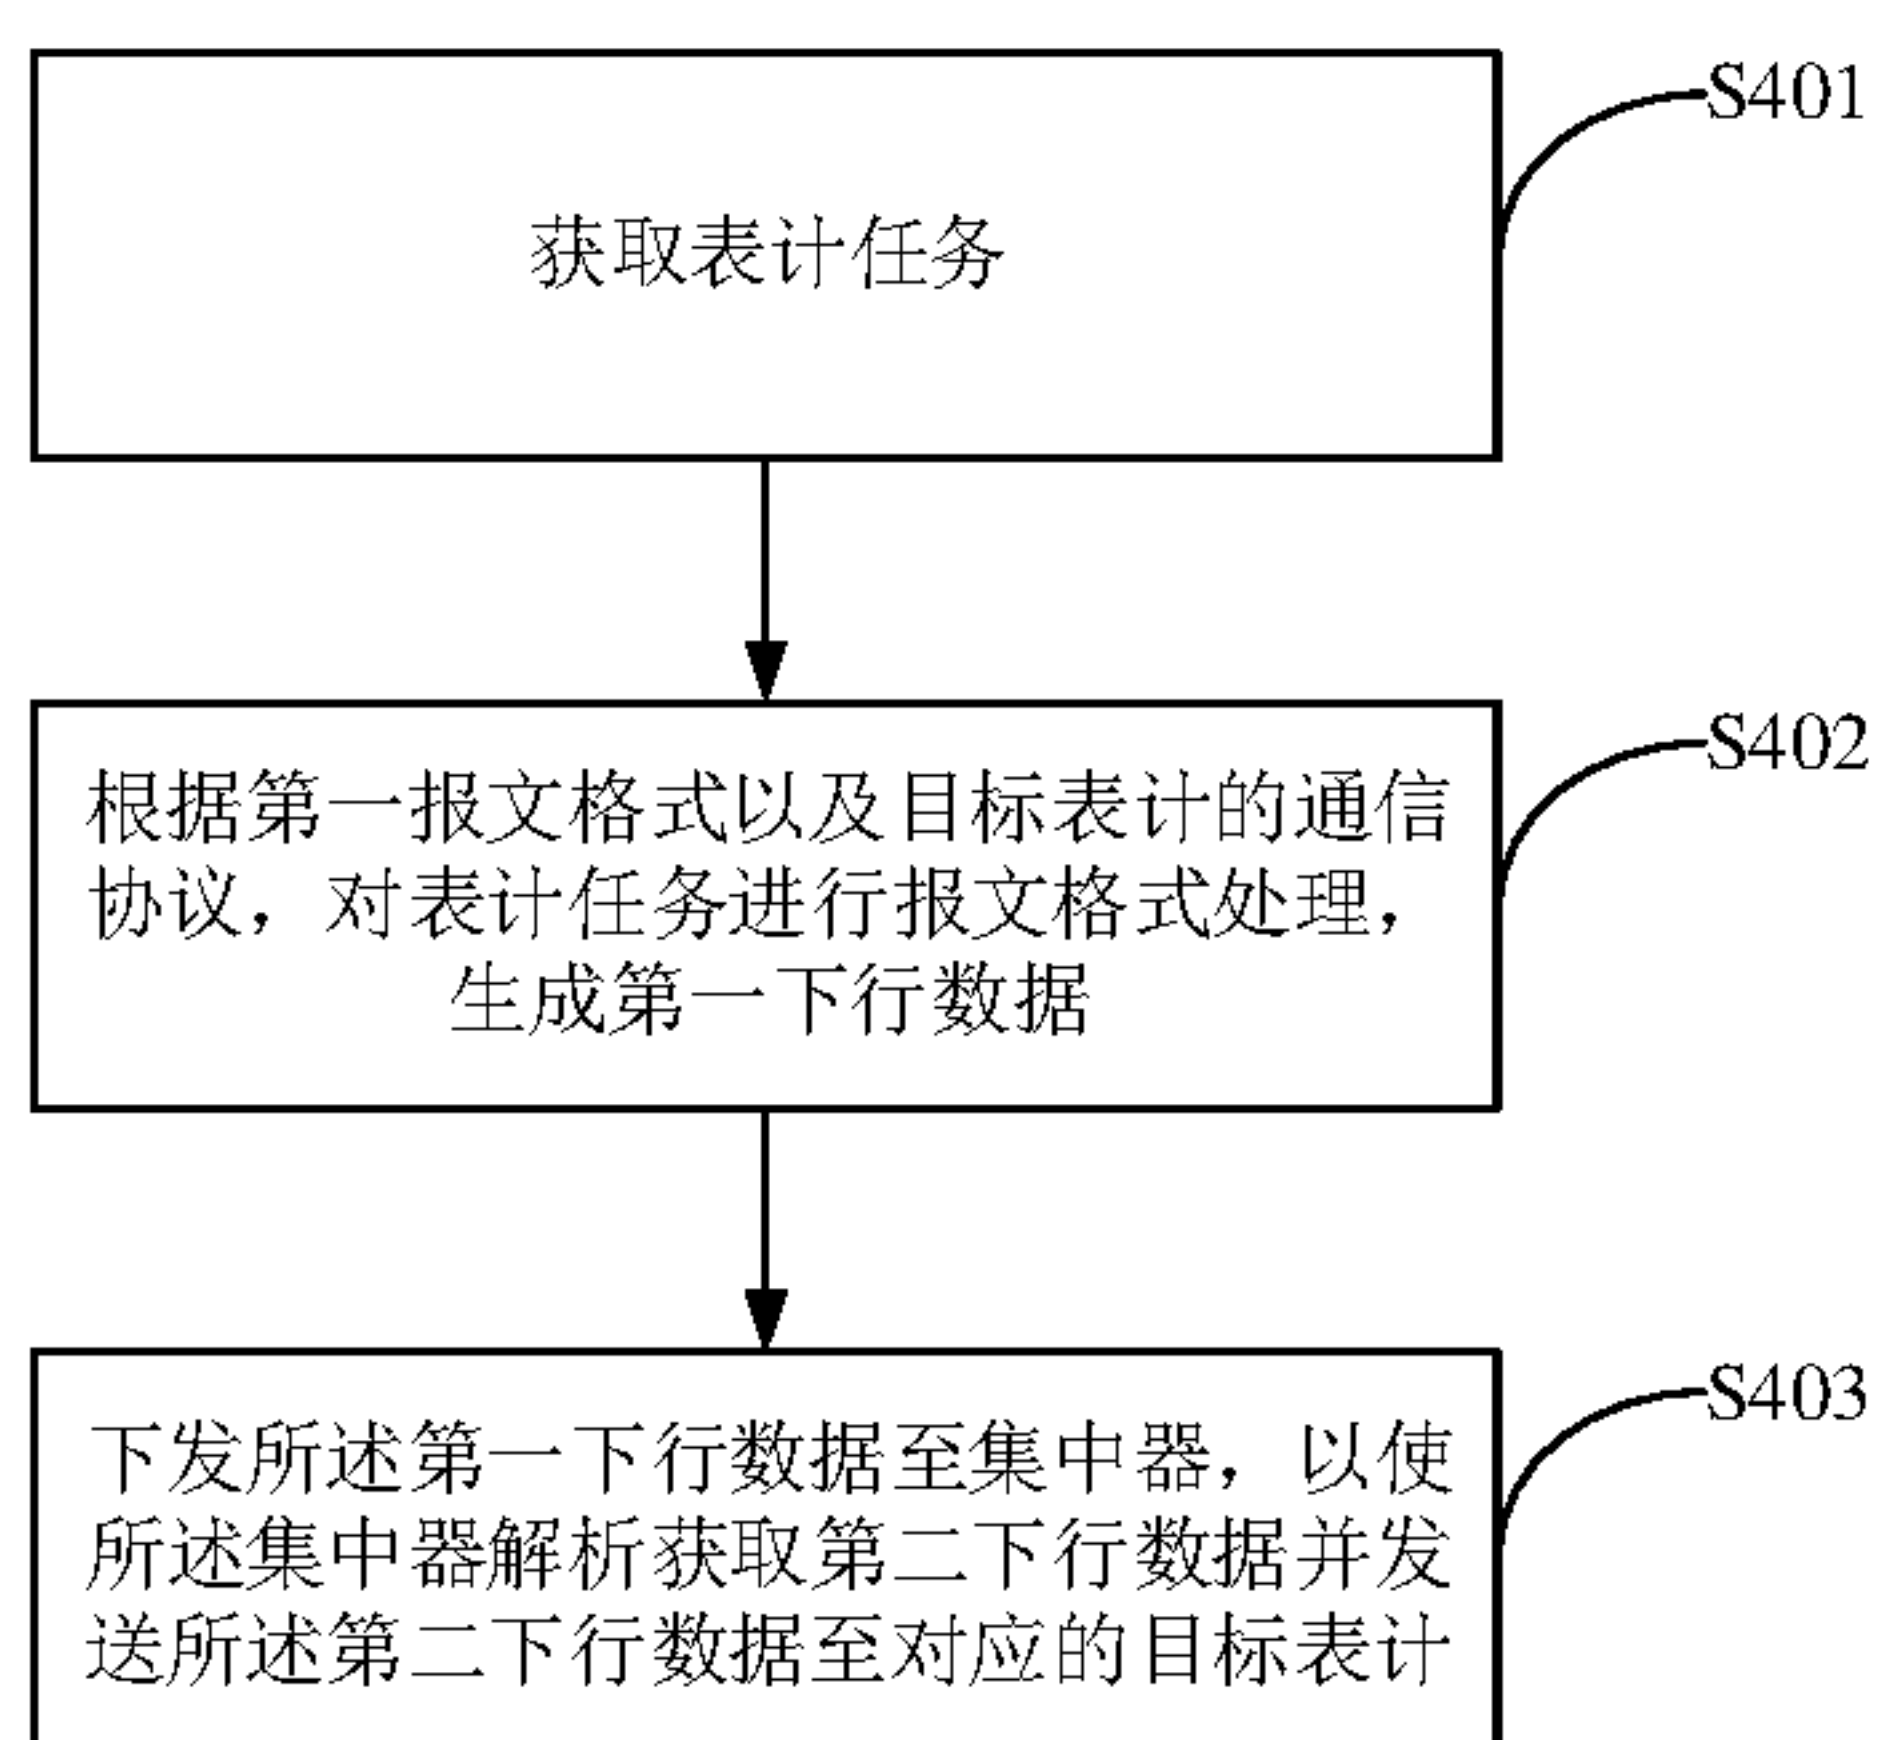 S401
获取表计任务
S402
根据第一报文格式以及目标表计的通信
协议，对表计任务进行报文格式处理，
生成第一下行数据
S403
下发所述第一下行数据至集中器，以使
所述集中器解析获取第二下行数据并发
送所述第二下行数据至对应的目标表计